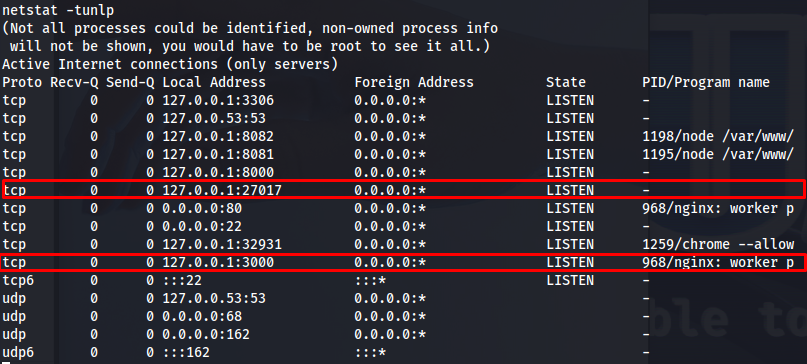 netstat -tunlp
(Not all processes could be identified, non-owned process info
 will not be shown, you would have to be root to see it all.)
Active Internet connections (only servers)
Proto Recv-Q Send-Q Local Address           Foreign Address         State       PID/Program name
tcp        0      0 127.0.0.1:3306          0.0.0.0:*               LISTEN      -
tcp        0      0 127.0.0.53:53           0.0.0.0:*               LISTEN      -
tcp        0      0 127.0.0.1:8082          0.0.0.0:*               LISTEN      1198/node /var/www/
tcp        0      0 127.0.0.1:8081          0.0.0.0:*               LISTEN      1195/node /var/www/
tcp        0      0 127.0.0.1:8000          0.0.0.0:*               LISTEN      -
tcp        0      0 127.0.0.1:27017         0.0.0.0:*               LISTEN      -
tcp        0      0 0.0.0.0:80              0.0.0.0:*               LISTEN      968/nginx: worker p
tcp        0      0 0.0.0.0:22              0.0.0.0:*               LISTEN      -
tcp        0      0 127.0.0.1:32931         0.0.0.0:*               LISTEN      1259/chrome --allow
tcp        0      0 127.0.0.1:3000          0.0.0.0:*               LISTEN      968/nginx: worker p
tcp6       0      0 :::22                   :::*                    LISTEN      -
udp        0      0 127.0.0.53:53           0.0.0.0:*                           -
udp        0      0 0.0.0.0:68              0.0.0.0:*                           -
udp        0      0 0.0.0.0:162             0.0.0.0:*                           -
udp6       0      0 :::162                  :::*                                -